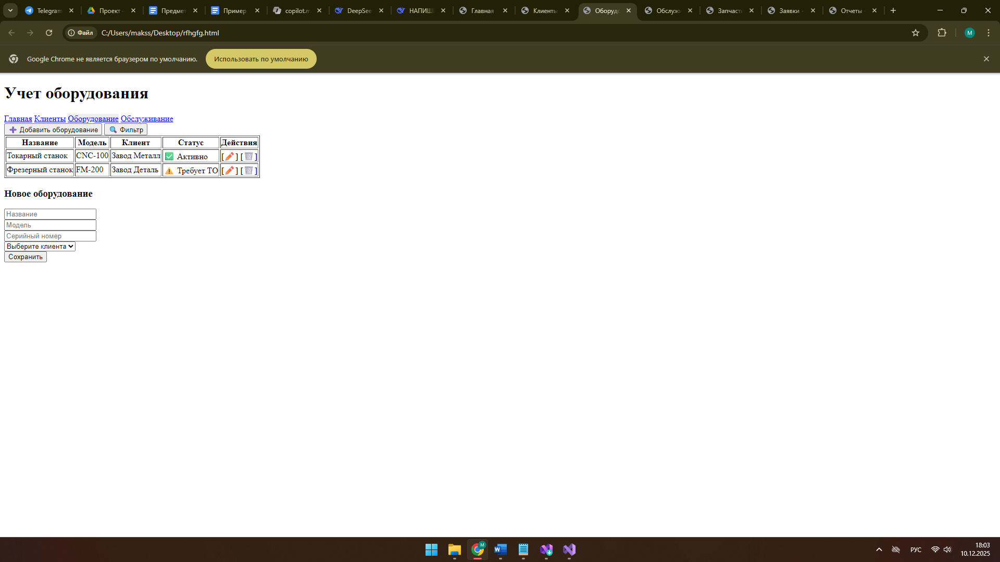 Telegram
Проект -
Предмет
Пример
copilot.m
DeepSee
НАПИШ
Главная
Клиенты
Оборудо
Обслужи
Запчаст
Заявки -
Отчеты
Файл
C:/Users/makss/Desktop/rfhgfg.html
M
Google Chrome не является браузером по умолчанию.
Использовать по умолчанию
Учет оборудования
Главная Клиенты Оборудование Обслуживание
Добавить оборудование Фильтр
Название Модель Клиент Статус Действия
Токарный станок CNC-100 Завод Металл Активно [ ] [ ]
Фрезерный станок FM-200 Завод Деталь Требует ТО [ ] [ ]
Новое оборудование
Название
Модель
Серийный номер
Выберите клиента
Сохранить
РУС
18:03
10.12.2025